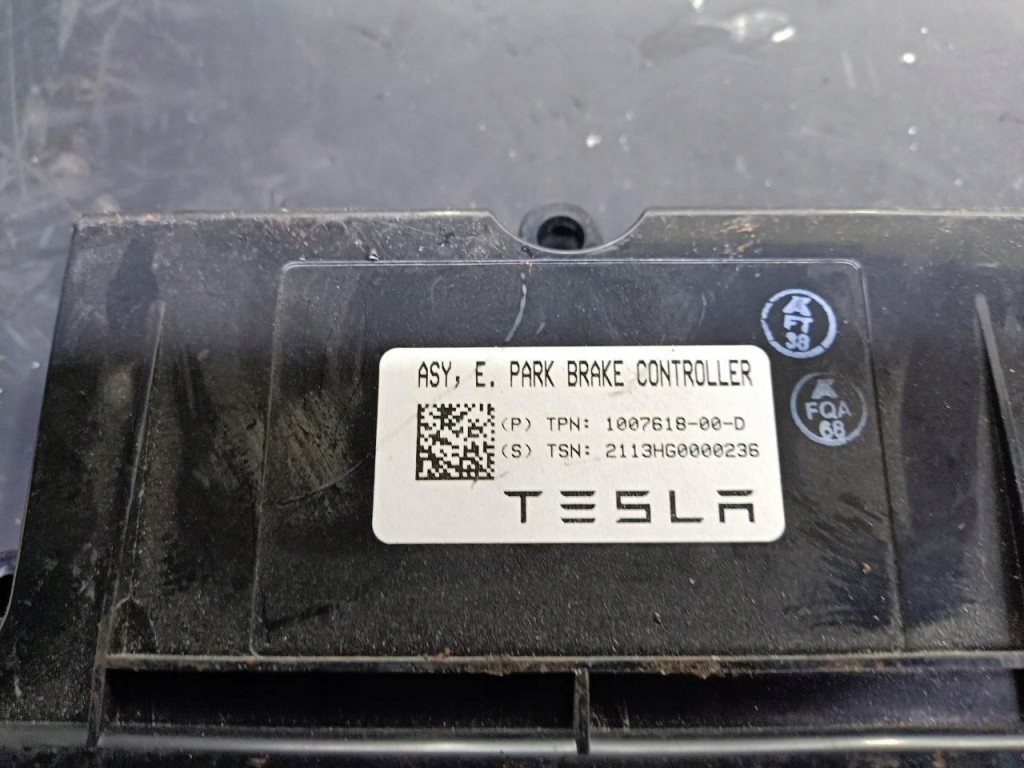 FT
38
ASY, E. PARK BRAKE CONTROLLER
(P) TPN: 1007618-00-D
(S) TSN: 2113HG0000236
TESLA
FQA
68